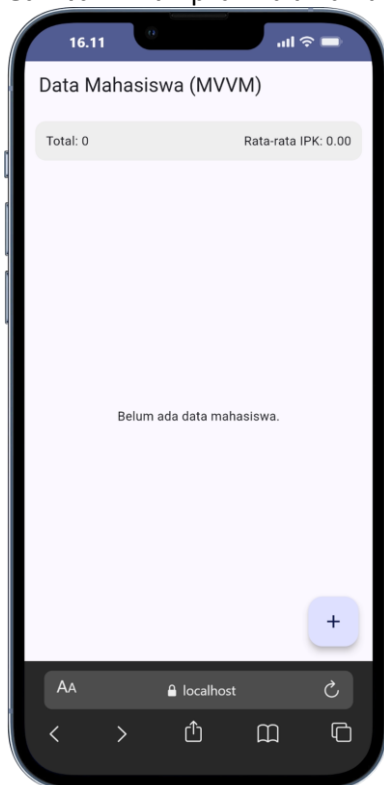 16.11
Data Mahasiswa (MVVM)
Total: 0 Rata-rata IPK: 0.00
Belum ada data mahasiswa.
+
AA localhost